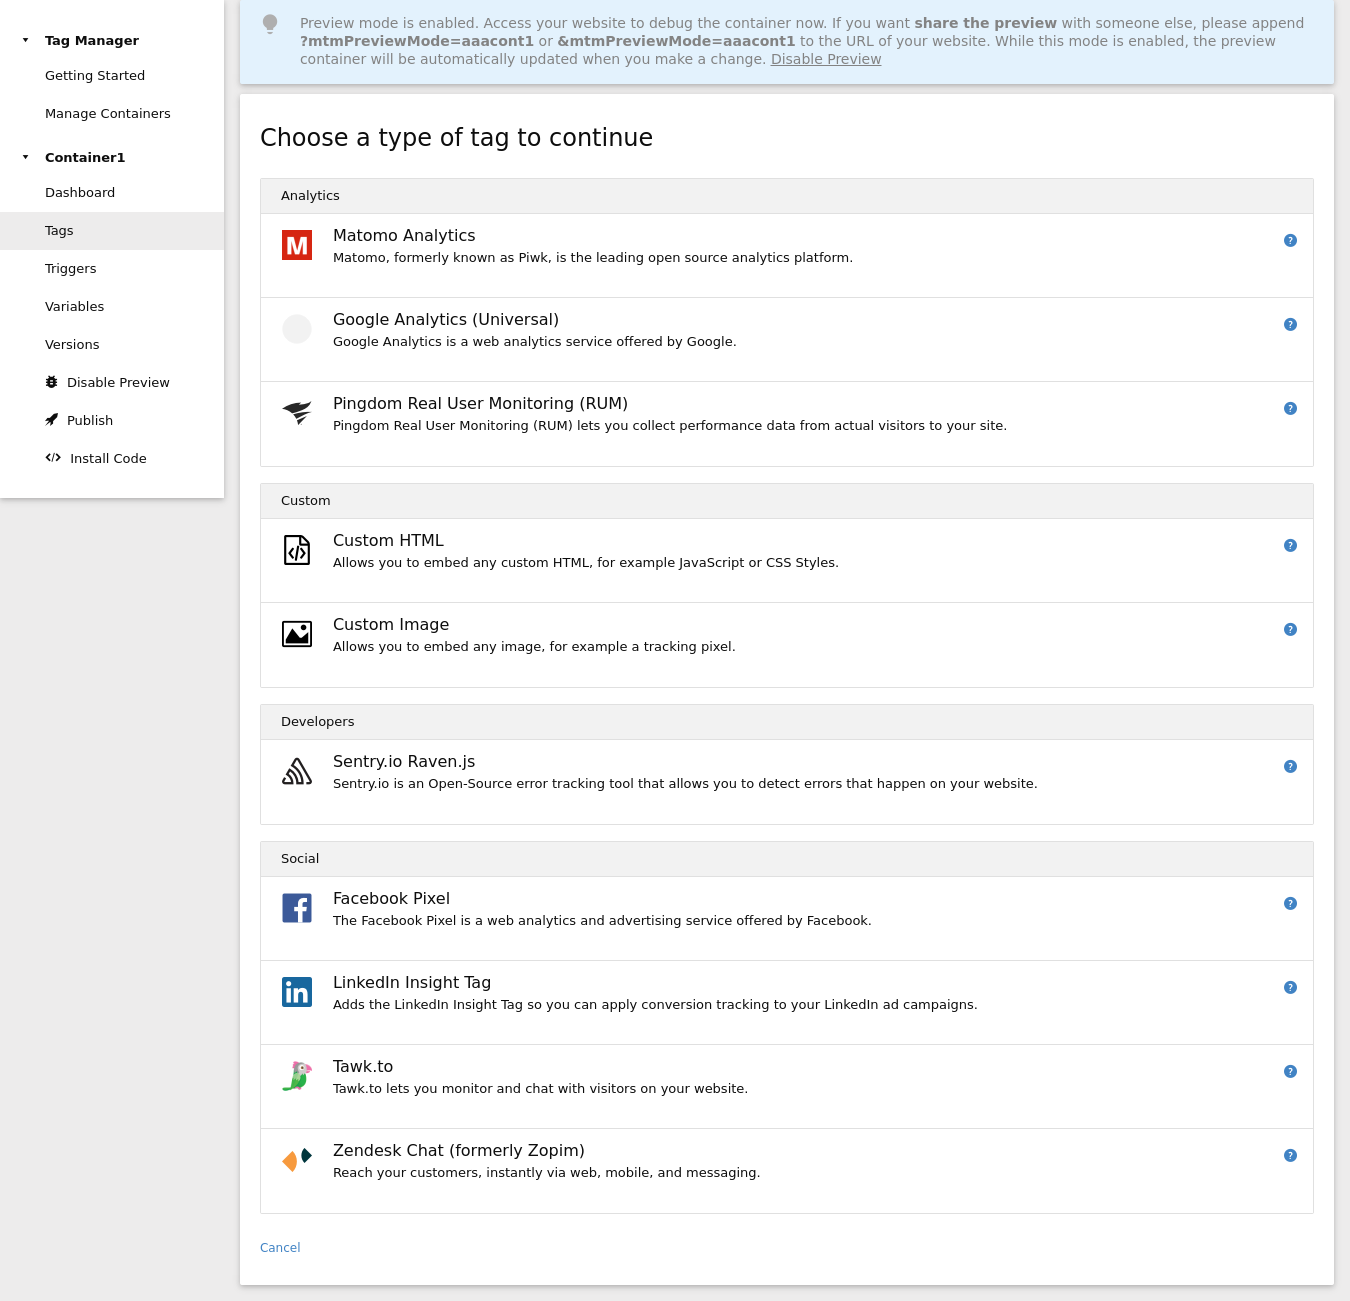 Tag Manager
Getting Started
Manage Containers
Container1
Dashboard
Tags
Triggers
Variables
Versions
Disable Preview
Publish
Install Code
Preview mode is enabled. Access your website to debug the container now. If you want share the preview with someone else, please append
?mtmPreviewMode=aaacont1 or &mtmPreviewMode=aaacont1 to the URL of your website. While this mode is enabled, the preview
container will be automatically updated when you make a change. Disable Preview
Choose a type of tag to continue
Analytics
M
Matomo Analytics
?
Matomo, formerly known as Piwk, is the leading open source analytics platform.
Google Analytics (Universal)
?
Google Analytics is a web analytics service offered by Google.
Pingdom Real User Monitoring (RUM)
?
Pingdom Real User Monitoring (RUM) lets you collect performance data from actual visitors to your site.
Custom
Custom HTML
?
Allows you to embed any custom HTML, for example JavaScript or CSS Styles.
Custom Image
?
Allows you to embed any image, for example a tracking pixel.
Developers
Sentry.io Raven.js
?
Sentry.io is an Open-Source error tracking tool that allows you to detect errors that happen on your website.
Social
f
Facebook Pixel
?
The Facebook Pixel is a web analytics and advertising service offered by Facebook.
in
LinkedIn Insight Tag
?
Adds the LinkedIn Insight Tag so you can apply conversion tracking to your LinkedIn ad campaigns.
Tawk.to
?
Tawk.to lets you monitor and chat with visitors on your website.
Zendesk Chat (formerly Zopim)
?
Reach your customers, instantly via web, mobile, and messaging.
Cancel